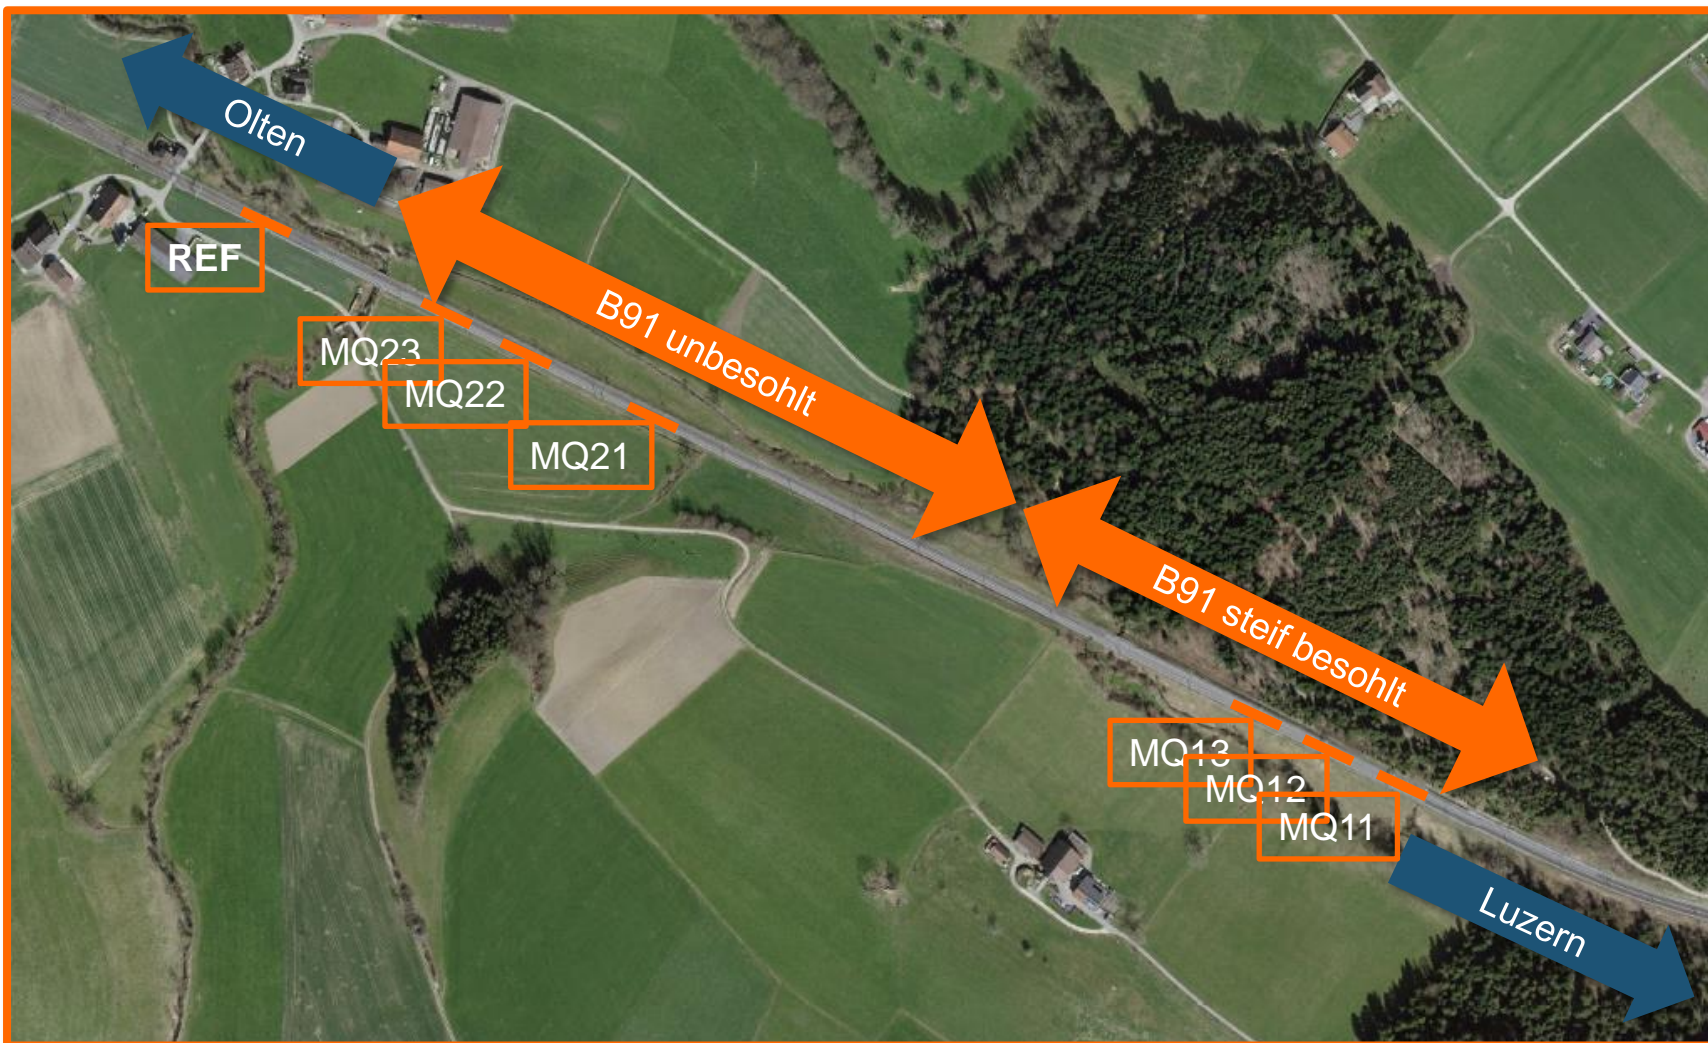 Olten
REF
B91 unbesohlt
MQ23
MQ22
MQ21
B91 steif besohlt
MQ13
MQ12
MQ11
Luzern